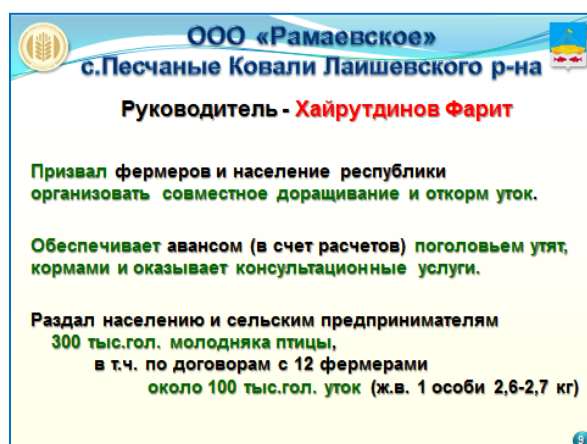 ООО «Рамаевское»
с.Песчаные Ковали Лаишевского р-на
Руководитель - Хайрутдинов Фарит
Призвал фермеров и население республики
организовать совместное доращивание и откорм уток.
Обеспечивает авансом (в счет расчетов) поголовьем утят,
кормами и оказывает консультационные услуги.
Раздал населению и сельским предпринимателям
300 тыс.гол. молодняка птицы,
в т.ч. по договорам с 12 фермерами
около 100 тыс.гол. уток (ж.в. 1 особи 2,6-2,7 кг)
9